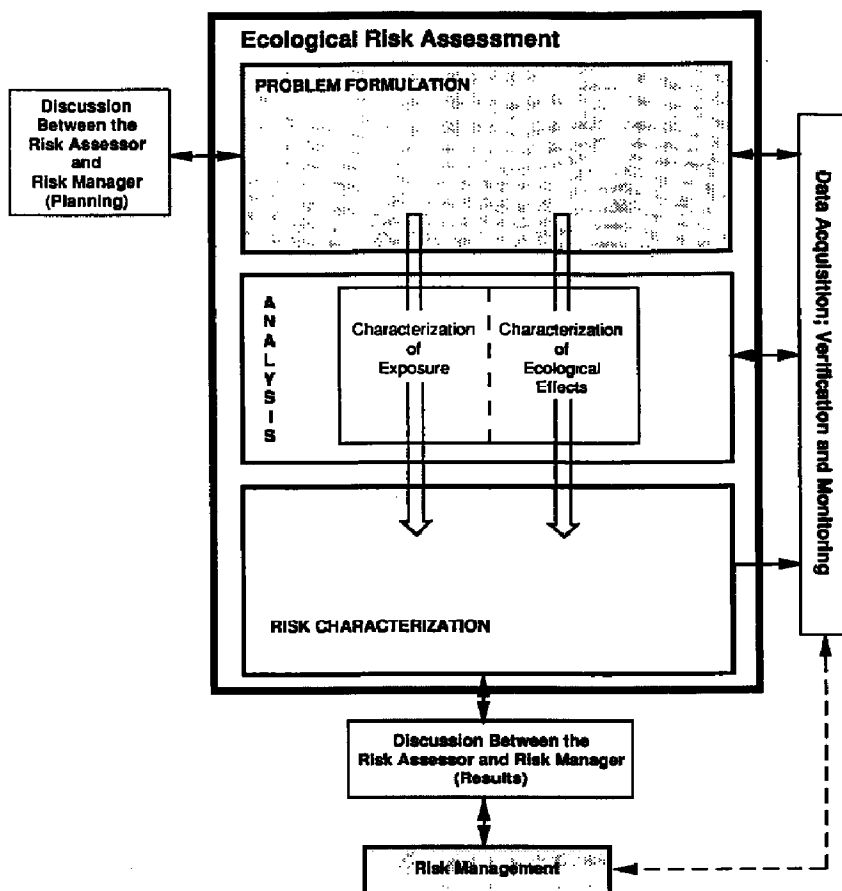 Ecological Risk Assessment
PROBLEM FORMULATION
Discussion
Between the
Risk Assessor
and
Risk Manager
(Planning)
ANALYSIS
Characterization
of
Exposure
Characterization
of
Ecological
Effects
Data Acquisition; Verification and Monitoring
RISK CHARACTERIZATION
Discussion Between the
Risk Assessor and Risk Manager
(Results)
Risk Management